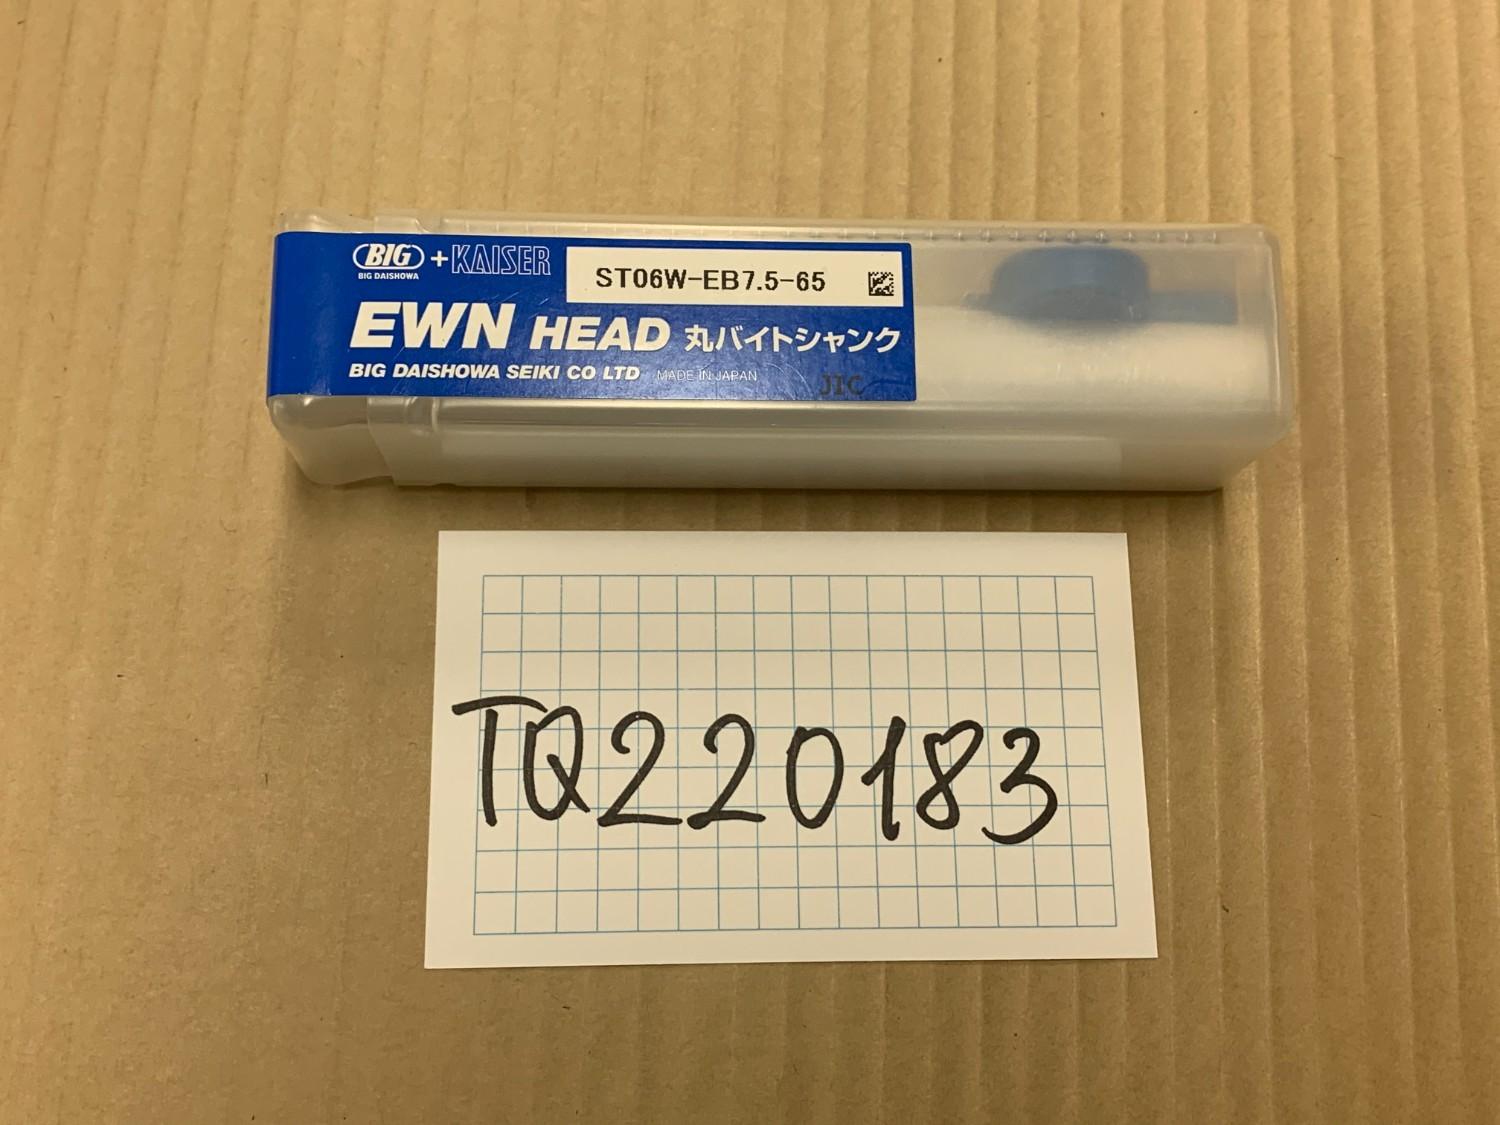 BIG +KAISER
BIG DAISHOWA
ST06W-EB7.5-65
EWN HEAD 丸バイトシャンク
BIG DAISHOWA SEIKI CO LTD MADE IN JAPAN
JIC
TQ220183